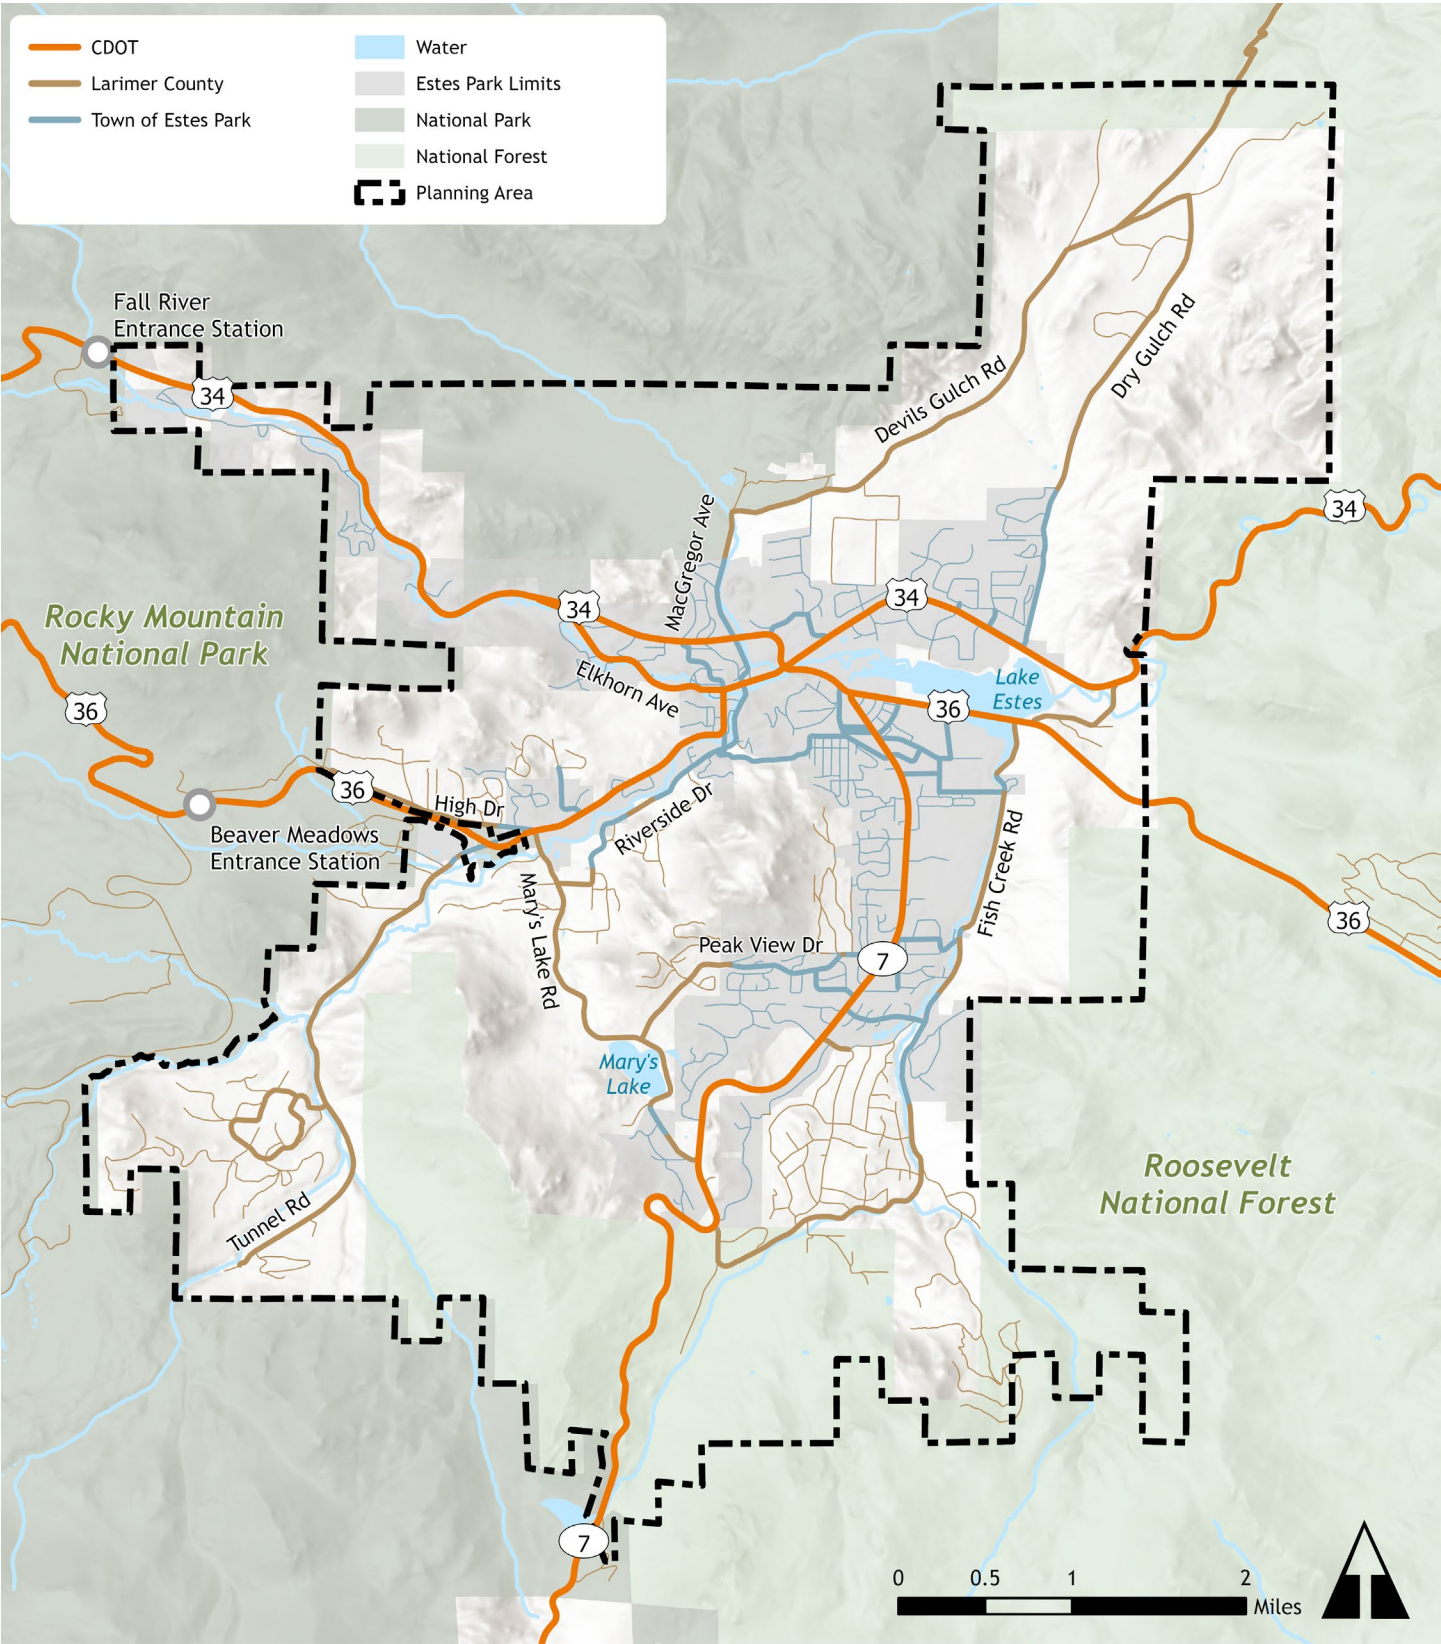 CDOT
Larimer County
Town of Estes Park
Water
Estes Park Limits
National Park
National Forest
Planning Area
Fall River
Entrance Station
34
Devils Gulch Rd
Dry Gulch Rd
34
MacGregor Ave
34
34
Rocky Mountain
National Park
Elkhorn Ave
Lake
Estes
36
36
36
High Dr
Riverside Dr
Beaver Meadows
Entrance Station
Fish Creek Rd
Mary's Lake Rd
36
Peak View Dr
7
Mary's
Lake
Roosevelt
National Forest
Tunnel Rd
7
0 0.5 1 2
Miles